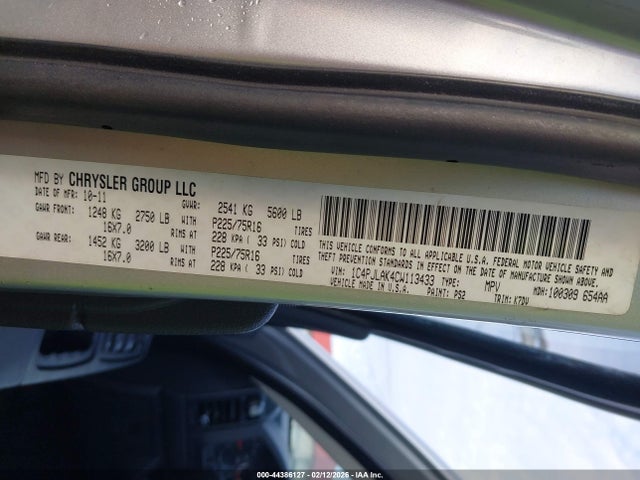 MFD BY CHRYSLER GROUP LLC
DATE OF MFR: 10-11 GVWR: 2541 KG 5600 LB
GAWR FRONT: 1248 KG 2750 LB WITH P225/75R16 TIRES
16X7.0 RIMS AT 228 KPA ( 33 PSI) COLD
GAWR REAR: 1452 KG 3200 LB WITH P225/75R16 TIRES
16X7.0 RIMS AT 228 KPA ( 33 PSI) COLD
THIS VEHICLE CONFORMS TO ALL APPLICABLE U.S. FEDERAL MOTOR VEHICLE SAFETY AND
THEFT PREVENTION STANDARDS IN EFFECT ON THE DATE OF MANUFACTURE SHOWN ABOVE.
VIN: 1C4PJLAK4CW113433 TYPE: MPV MDH:100309 654AA
VEHICLE MADE IN U.S.A. PAINT: PS2 TRIM: K7DV
000-44386127 - 02/12/2026 - IAAI.com